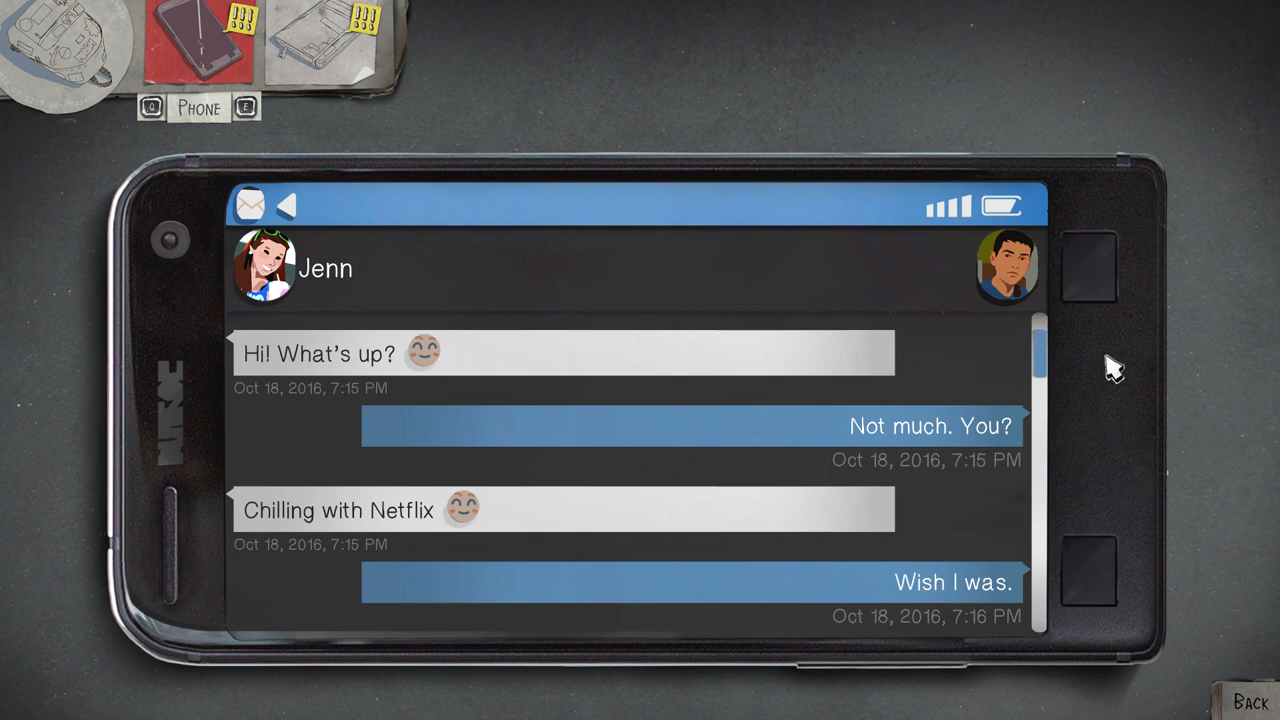 Q PHONE E
Jenn
Hi! What's up?
Oct 18, 2016, 7:15 PM
Not much. You?
Oct 18, 2016, 7:15 PM
Chilling with Netflix
Oct 18, 2016, 7:15 PM
Wish I was.
Oct 18, 2016, 7:16 PM
BACK